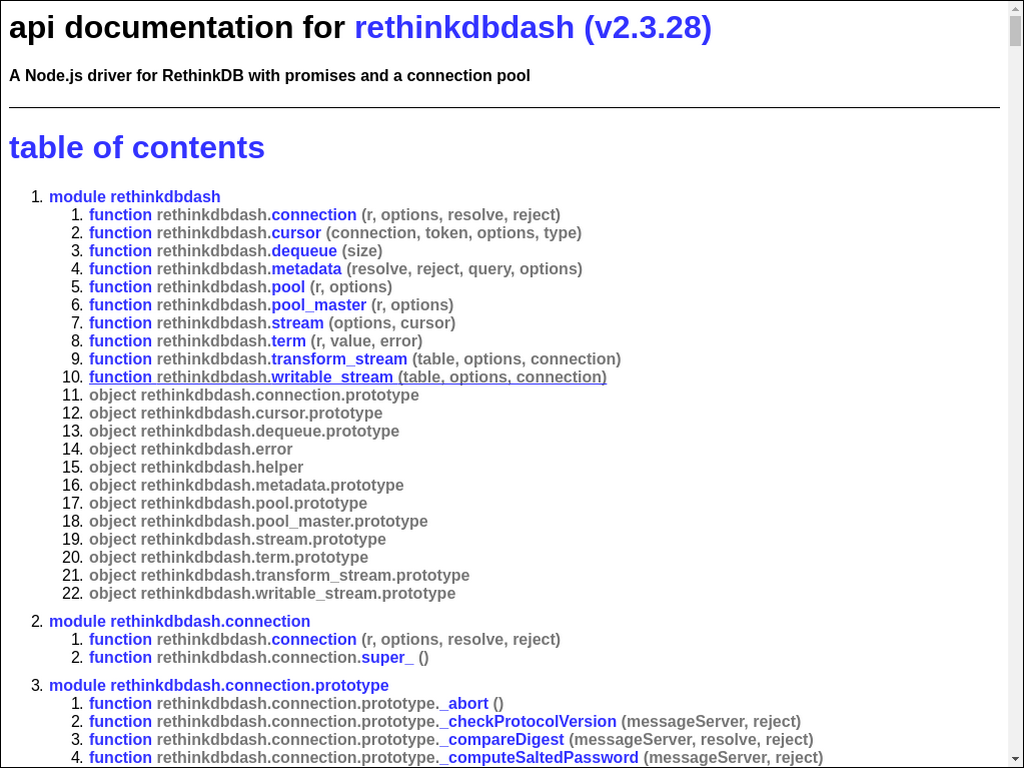 api documentation for rethinkdbdash (v2.3.28)
A Node.js driver for RethinkDB with promises and a connection pool
table of contents
1. module rethinkdbdash
1. function rethinkdbdash.connection (r, options, resolve, reject)
2. function rethinkdbdash.cursor (connection, token, options, type)
3. function rethinkdbdash.dequeue (size)
4. function rethinkdbdash.metadata (resolve, reject, query, options)
5. function rethinkdbdash.pool (r, options)
6. function rethinkdbdash.pool_master (r, options)
7. function rethinkdbdash.stream (options, cursor)
8. function rethinkdbdash.term (r, value, error)
9. function rethinkdbdash.transform_stream (table, options, connection)
10. function rethinkdbdash.writable_stream (table, options, connection)
11. object rethinkdbdash.connection.prototype
12. object rethinkdbdash.cursor.prototype
13. object rethinkdbdash.dequeue.prototype
14. object rethinkdbdash.error
15. object rethinkdbdash.helper
16. object rethinkdbdash.metadata.prototype
17. object rethinkdbdash.pool.prototype
18. object rethinkdbdash.pool_master.prototype
19. object rethinkdbdash.stream.prototype
20. object rethinkdbdash.term.prototype
21. object rethinkdbdash.transform_stream.prototype
22. object rethinkdbdash.writable_stream.prototype
2. module rethinkdbdash.connection
1. function rethinkdbdash.connection (r, options, resolve, reject)
2. function rethinkdbdash.connection.super_ ()
3. module rethinkdbdash.connection.prototype
1. function rethinkdbdash.connection.prototype._abort ()
2. function rethinkdbdash.connection.prototype._checkProtocolVersion (messageServer, reject)
3. function rethinkdbdash.connection.prototype._compareDigest (messageServer, resolve, reject)
4. function rethinkdbdash.connection.prototype._computeSaltedPassword (messageServer, reject)